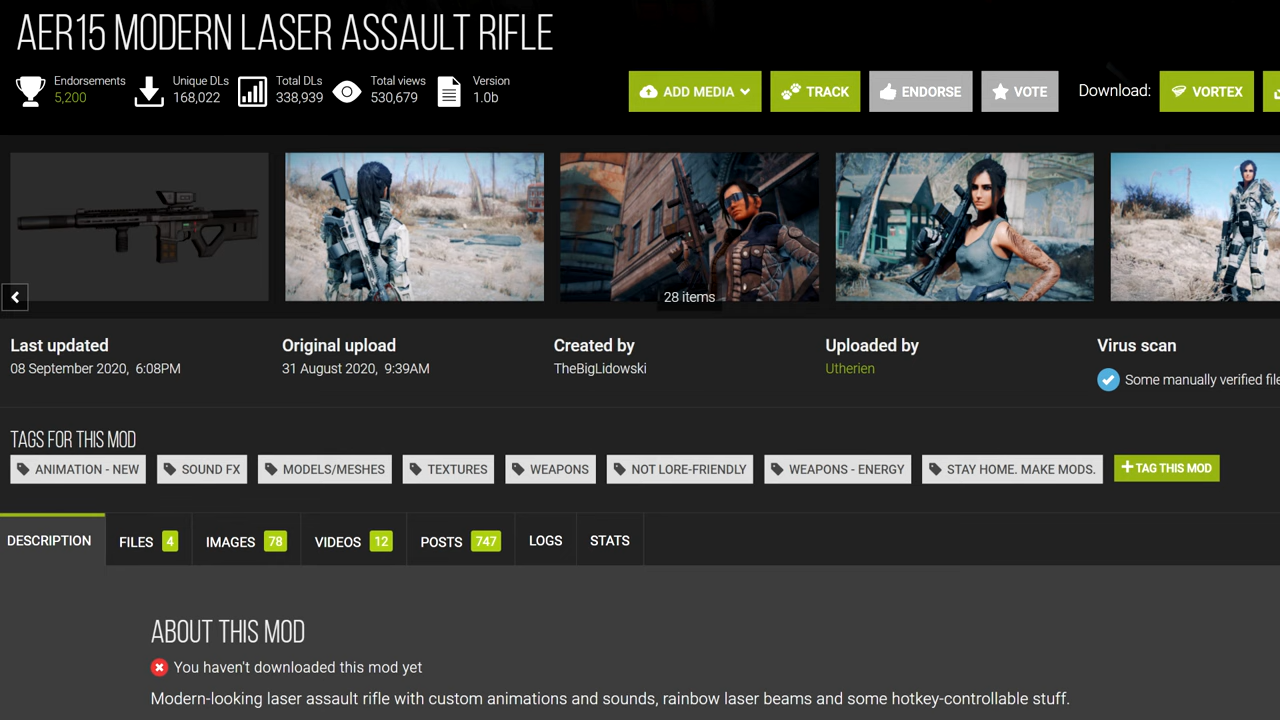 AER15 MODERN LASER ASSAULT RIFLE
Endorsements
5,200
Unique DLs
168,022
Total DLs
338,939
Total views
530,679
Version
1.0b
ADD MEDIA
TRACK
ENDORSE
VOTE
Download:
VORTEX
28 items
Last updated
08 September 2020, 6:08PM
Original upload
31 August 2020, 9:39AM
Created by
TheBigLidowski
Uploaded by
Utherien
Virus scan
Some manually verified file
TAGS FOR THIS MOD
ANIMATION - NEW
SOUND FX
MODELS/MESHES
TEXTURES
WEAPONS
NOT LORE-FRIENDLY
WEAPONS - ENERGY
STAY HOME. MAKE MODS.
+TAG THIS MOD
DESCRIPTION
FILES 4
IMAGES 78
VIDEOS 12
POSTS 747
LOGS
STATS
ABOUT THIS MOD
You haven't downloaded this mod yet
Modern-looking laser assault rifle with custom animations and sounds, rainbow laser beams and some hotkey-controllable stuff.